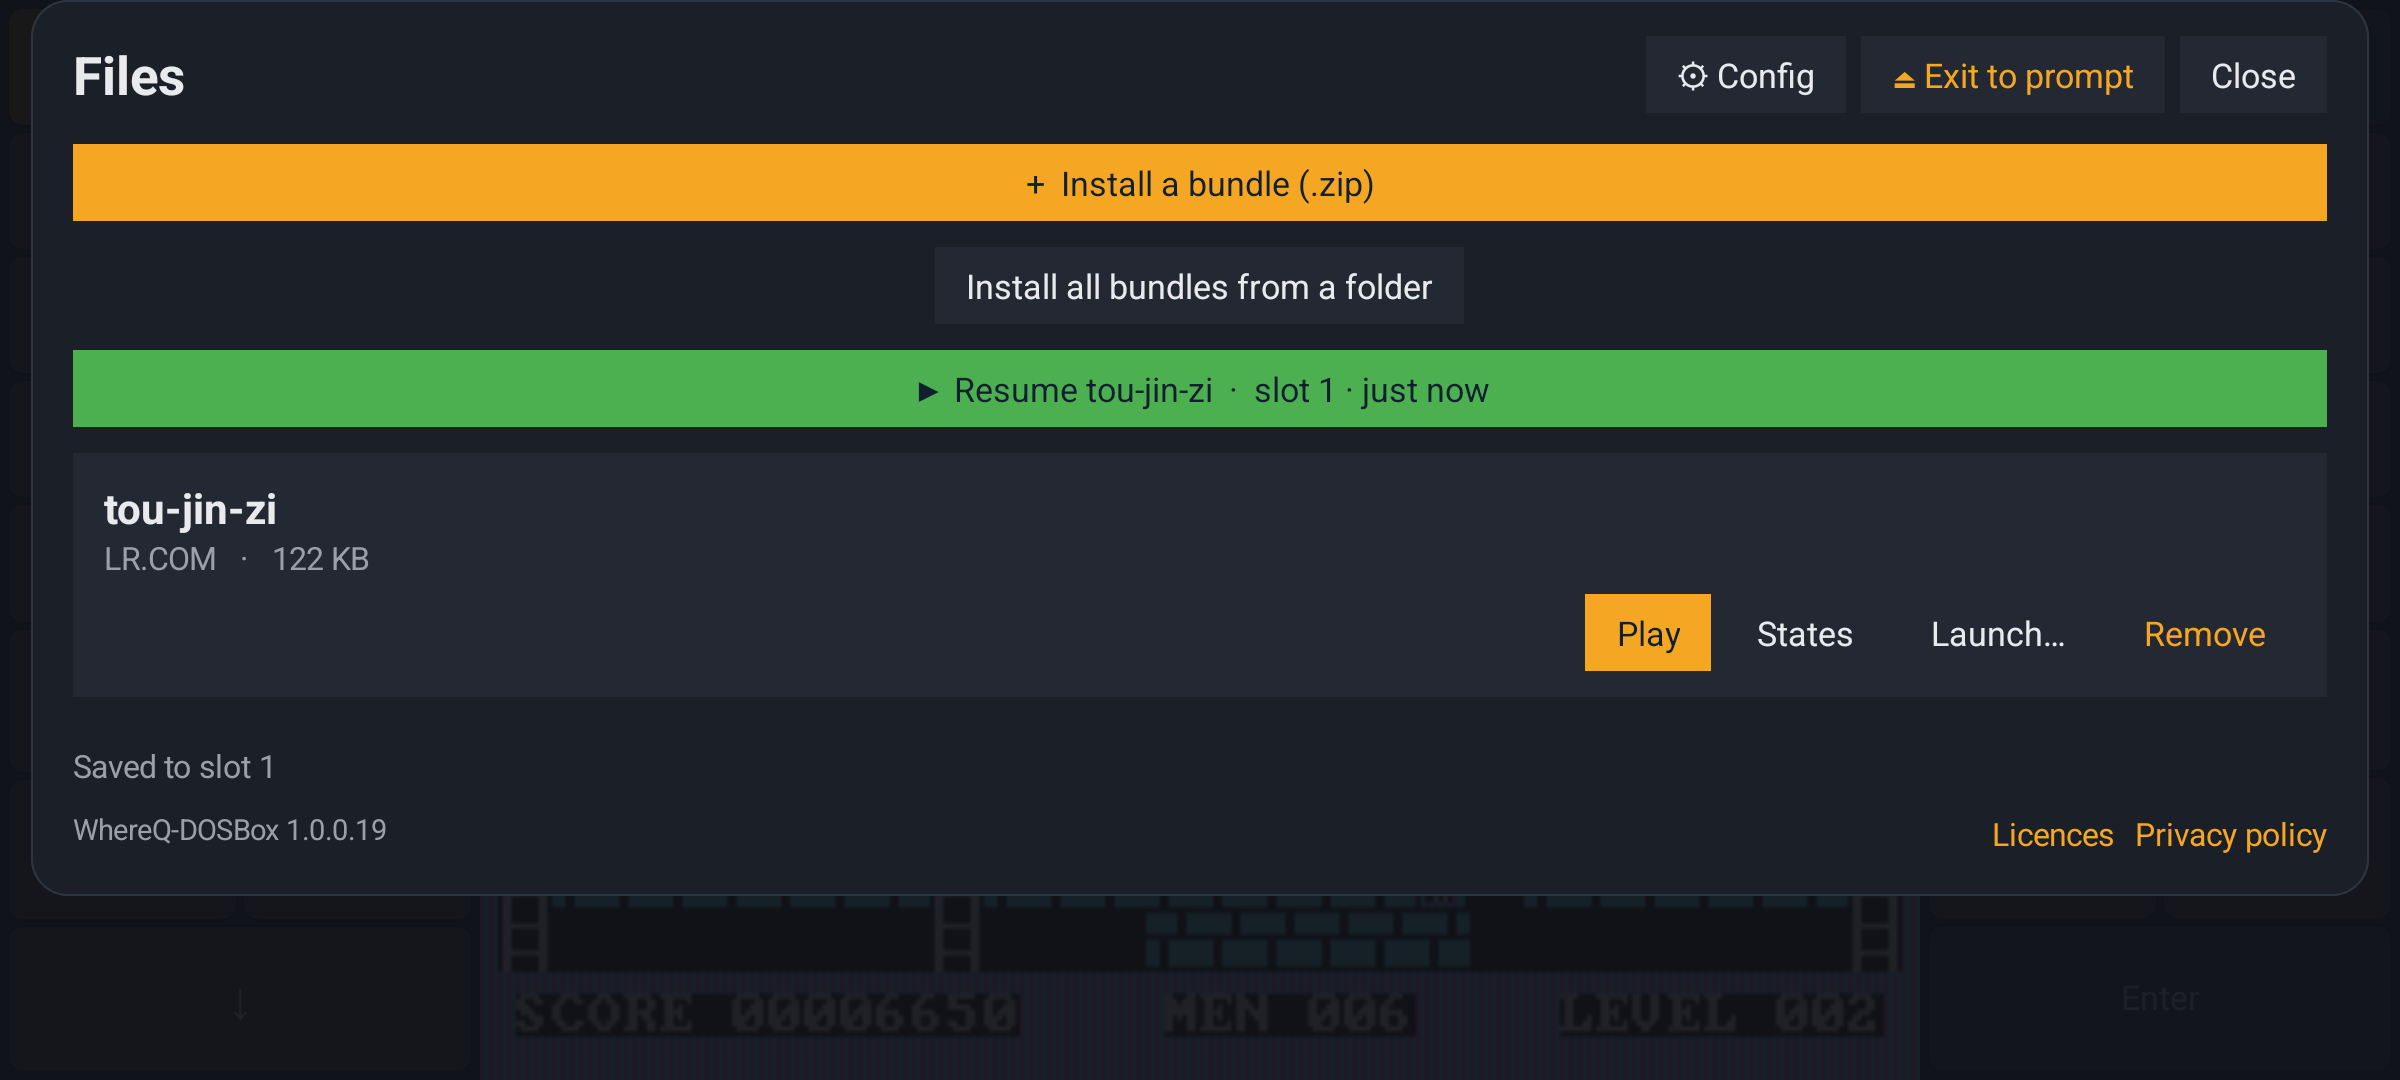 Files
⚙ Config
⏏ Exit to prompt
Close
+ Install a bundle (.zip)
Install all bundles from a folder
▶ Resume tou-jin-zi · slot 1 · just now
tou-jin-zi
LR.COM · 122 KB
Play
States
Launch...
Remove
Saved to slot 1
WhereQ-DOSBox 1.0.0.19
Licences
Privacy policy
↓
SCORE 00006650 MEN 006 LEVEL 002
Enter